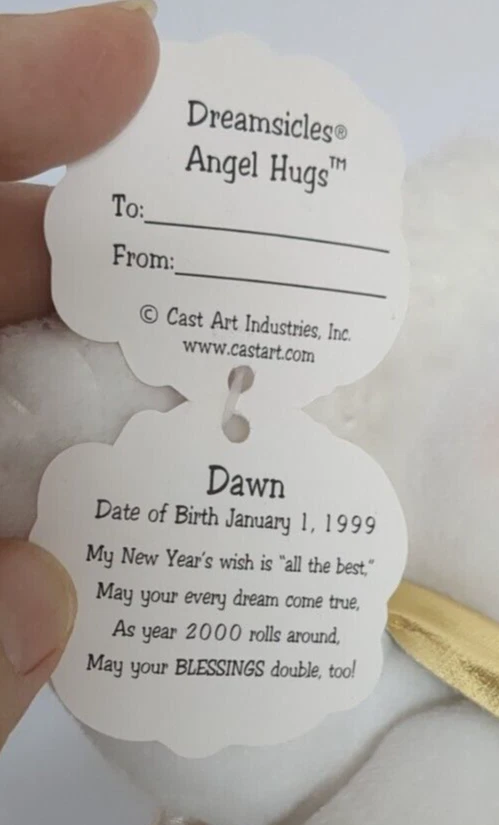 Dreamsicles®
Angel Hugs™
To:
From:
© Cast Art Industries, Inc.
www.castart.com
Dawn
Date of Birth January 1, 1999
My New Year's wish is "all the best,"
May your every dream come true,
As year 2000 rolls around,
May your BLESSINGS double, too!